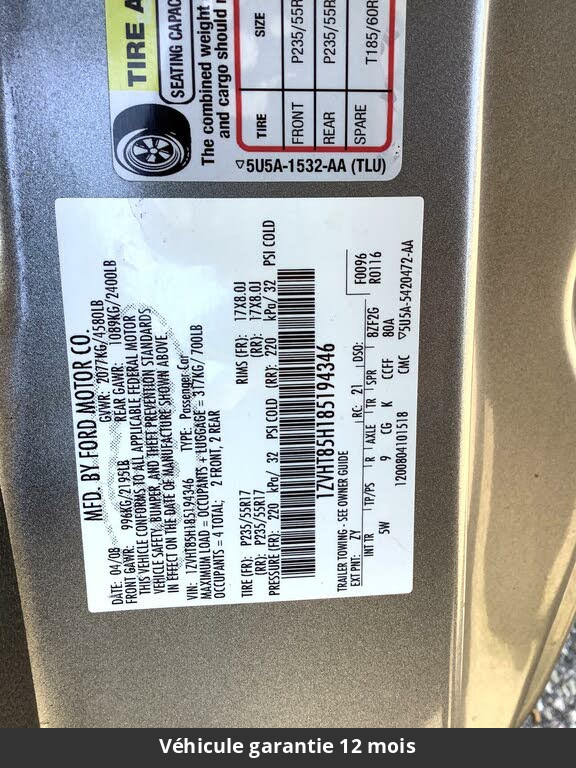 TIRE A
SEATING CAPAC
The combined weight
and cargo should n
TIRE SIZE
FRONT P235/55R
REAR P235/55R
SPARE T185/60R
5U5A-1532-AA (TLU)
MFD. BY FORD MOTOR CO.
DATE: 04/08 GVWR: 2077KG/4580LB
FRONT GAWR: 996KG/2195LB REAR GAWR: 1089KG/2400LB
THIS VEHICLE CONFORMS TO ALL APPLICABLE FEDERAL MOTOR
VEHICLE SAFETY, BUMPER, AND THEFT PREVENTION STANDARDS
IN EFFECT ON THE DATE OF MANUFACTURE SHOWN ABOVE.
VIN: 1ZVHT85H185194346 TYPE: Passenger Car
MAXIMUM LOAD = OCCUPANTS + LUGGAGE = 317KG/ 700LB
OCCUPANTS = 4 TOTAL; 2 FRONT, 2 REAR
TIRE (FR): P235/55R17 RIMS (FR): 17X8.0J
(RR): P235/55R17 (RR): 17X8.0J
PRESSURE (FR): 220 kPa/ 32 PSI COLD (RR): 220 kPa/ 32 PSI COLD
1ZVHT85H185194346
TRAILER TOWING - SEE OWNER GUIDE F0096
R0116
EXT PNT: ZY RC: 21 DSO:
INT TR TP/PS R AXLE TR SPR BZF2G
5W 9 CG K CCFF 80A
1200804101518 CMC 5U5A-5420472-AA
Véhicule garantie 12 mois